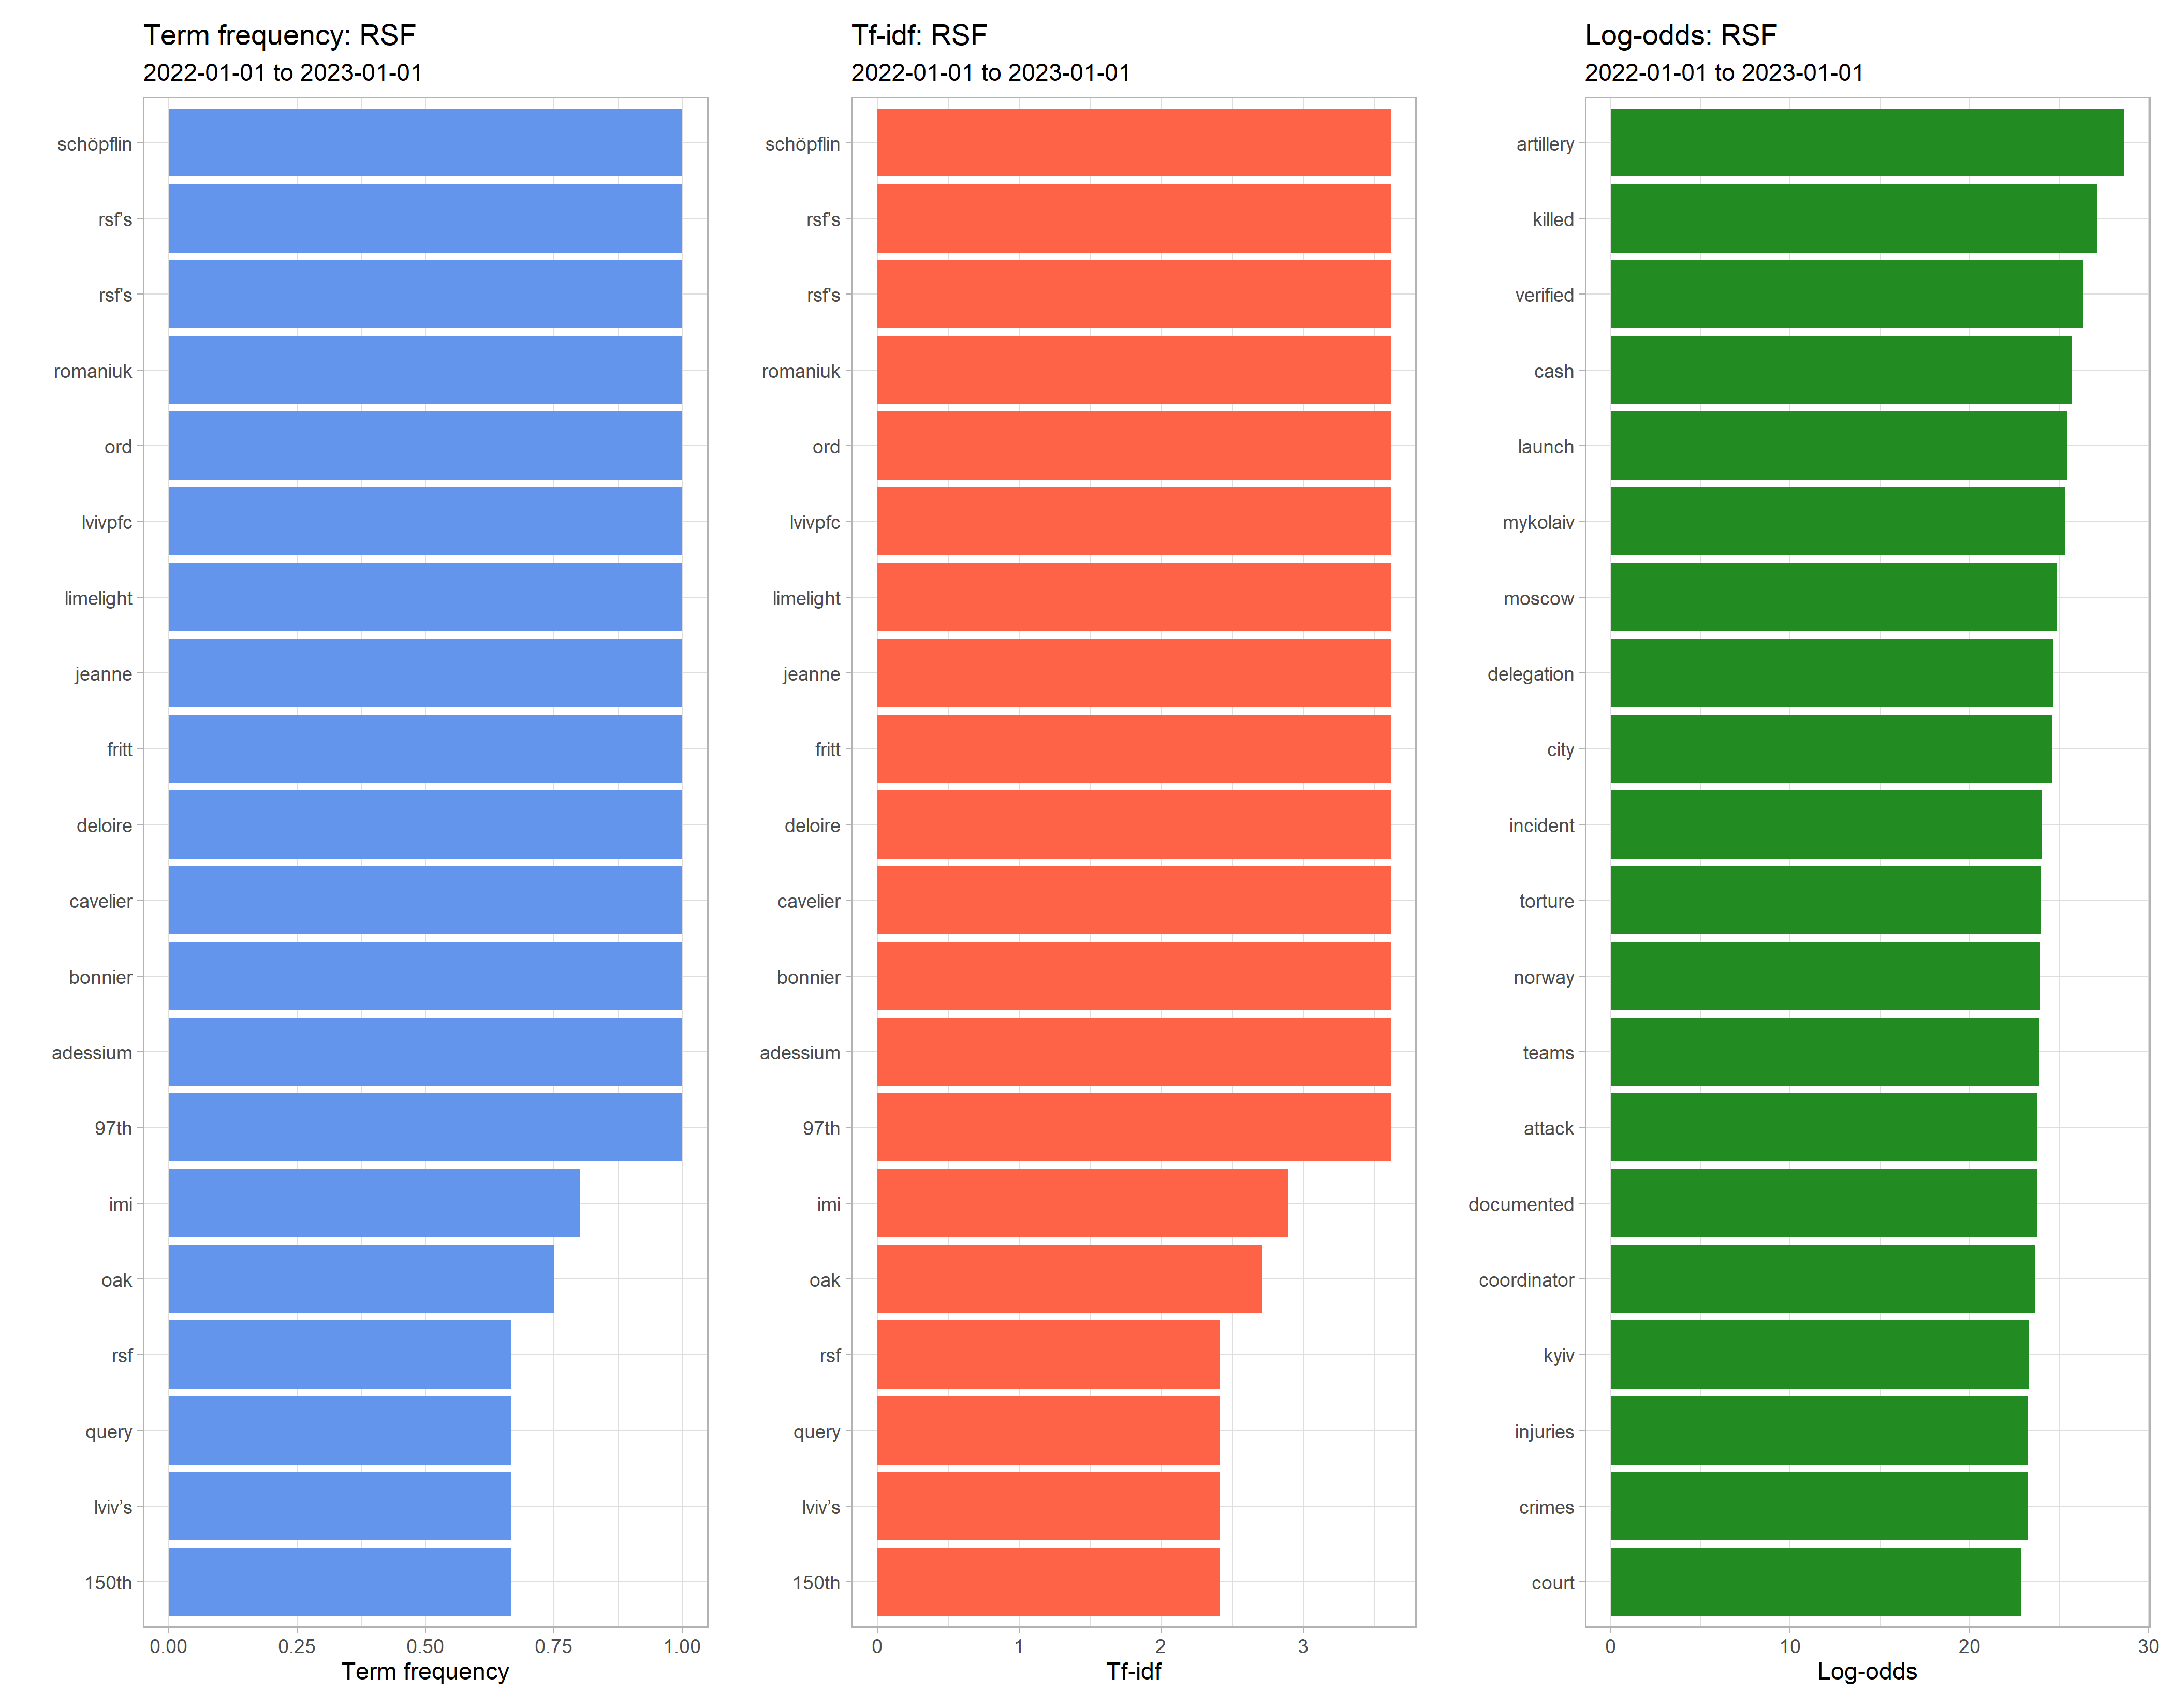 Term frequency: RSF
2022-01-01 to 2023-01-01
schöpflin
rsf’s
rsf's
romaniuk
ord
lvivpfc
limelight
jeanne
fritt
deloire
cavelier
bonnier
adessium
97th
imi
oak
rsf
query
lviv’s
150th
0.00 0.25 0.50 0.75 1.00
Term frequency
Tf-idf: RSF
2022-01-01 to 2023-01-01
schöpflin
rsf’s
rsf's
romaniuk
ord
lvivpfc
limelight
jeanne
fritt
deloire
cavelier
bonnier
adessium
97th
imi
oak
rsf
query
lviv’s
150th
0 1 2 3
Tf-idf
Log-odds: RSF
2022-01-01 to 2023-01-01
artillery
killed
verified
cash
launch
mykolaiv
moscow
delegation
city
incident
torture
norway
teams
attack
documented
coordinator
kyiv
injuries
crimes
court
0 10 20 30
Log-odds